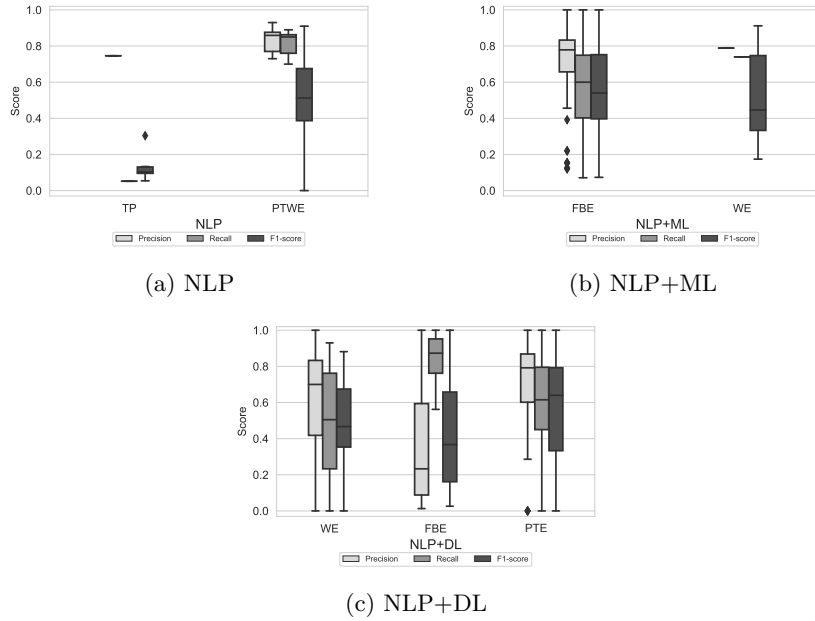 1.0
0.8
0.6
0.4
0.2
0.0
Score
TP PTWE
NLP
Precision Recall F1-score
(a) NLP
1.0
0.8
0.6
0.4
0.2
0.0
Score
FBE WE
NLP+ML
Precision Recall F1-score
(b) NLP+ML
1.0
0.8
0.6
0.4
0.2
0.0
Score
WE FBE PTE
NLP+DL
Precision Recall F1-score
(c) NLP+DL